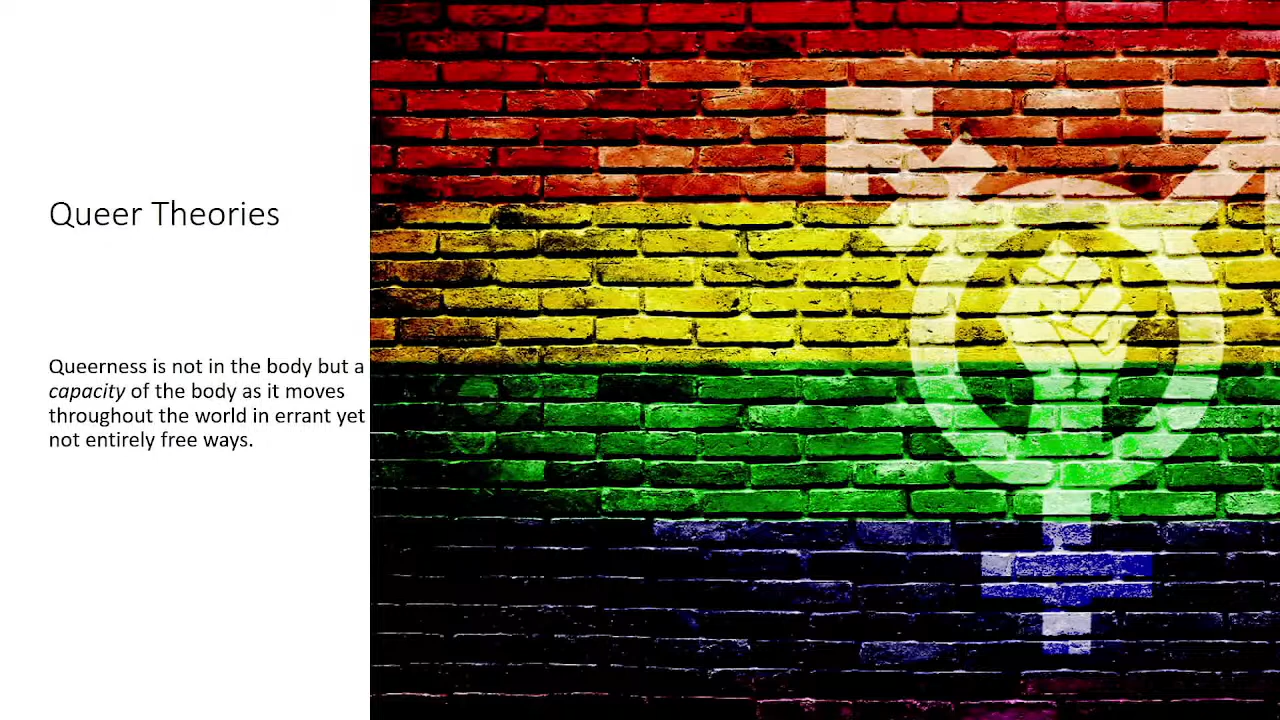 Queer Theories
Queerness is not in the body but a
capacity of the body as it moves
throughout the world in errant yet
not entirely free ways.